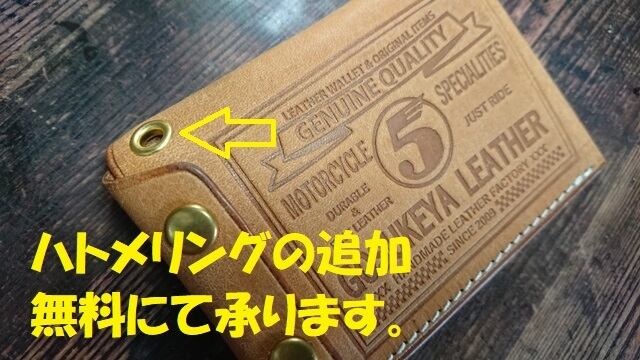 LEATHER WALLET & ORIGINAL ITEMS
GENUINE QUALITY
MOTORCYCLE 5 SPECIALITIES
DURABLE
&
LEATHER
JUST RIDE
KEYA LEATHER
HANDMADE LEATHER FACTORY XXX
SINCE 2009
ハトメリングの追加
無料にて承ります。